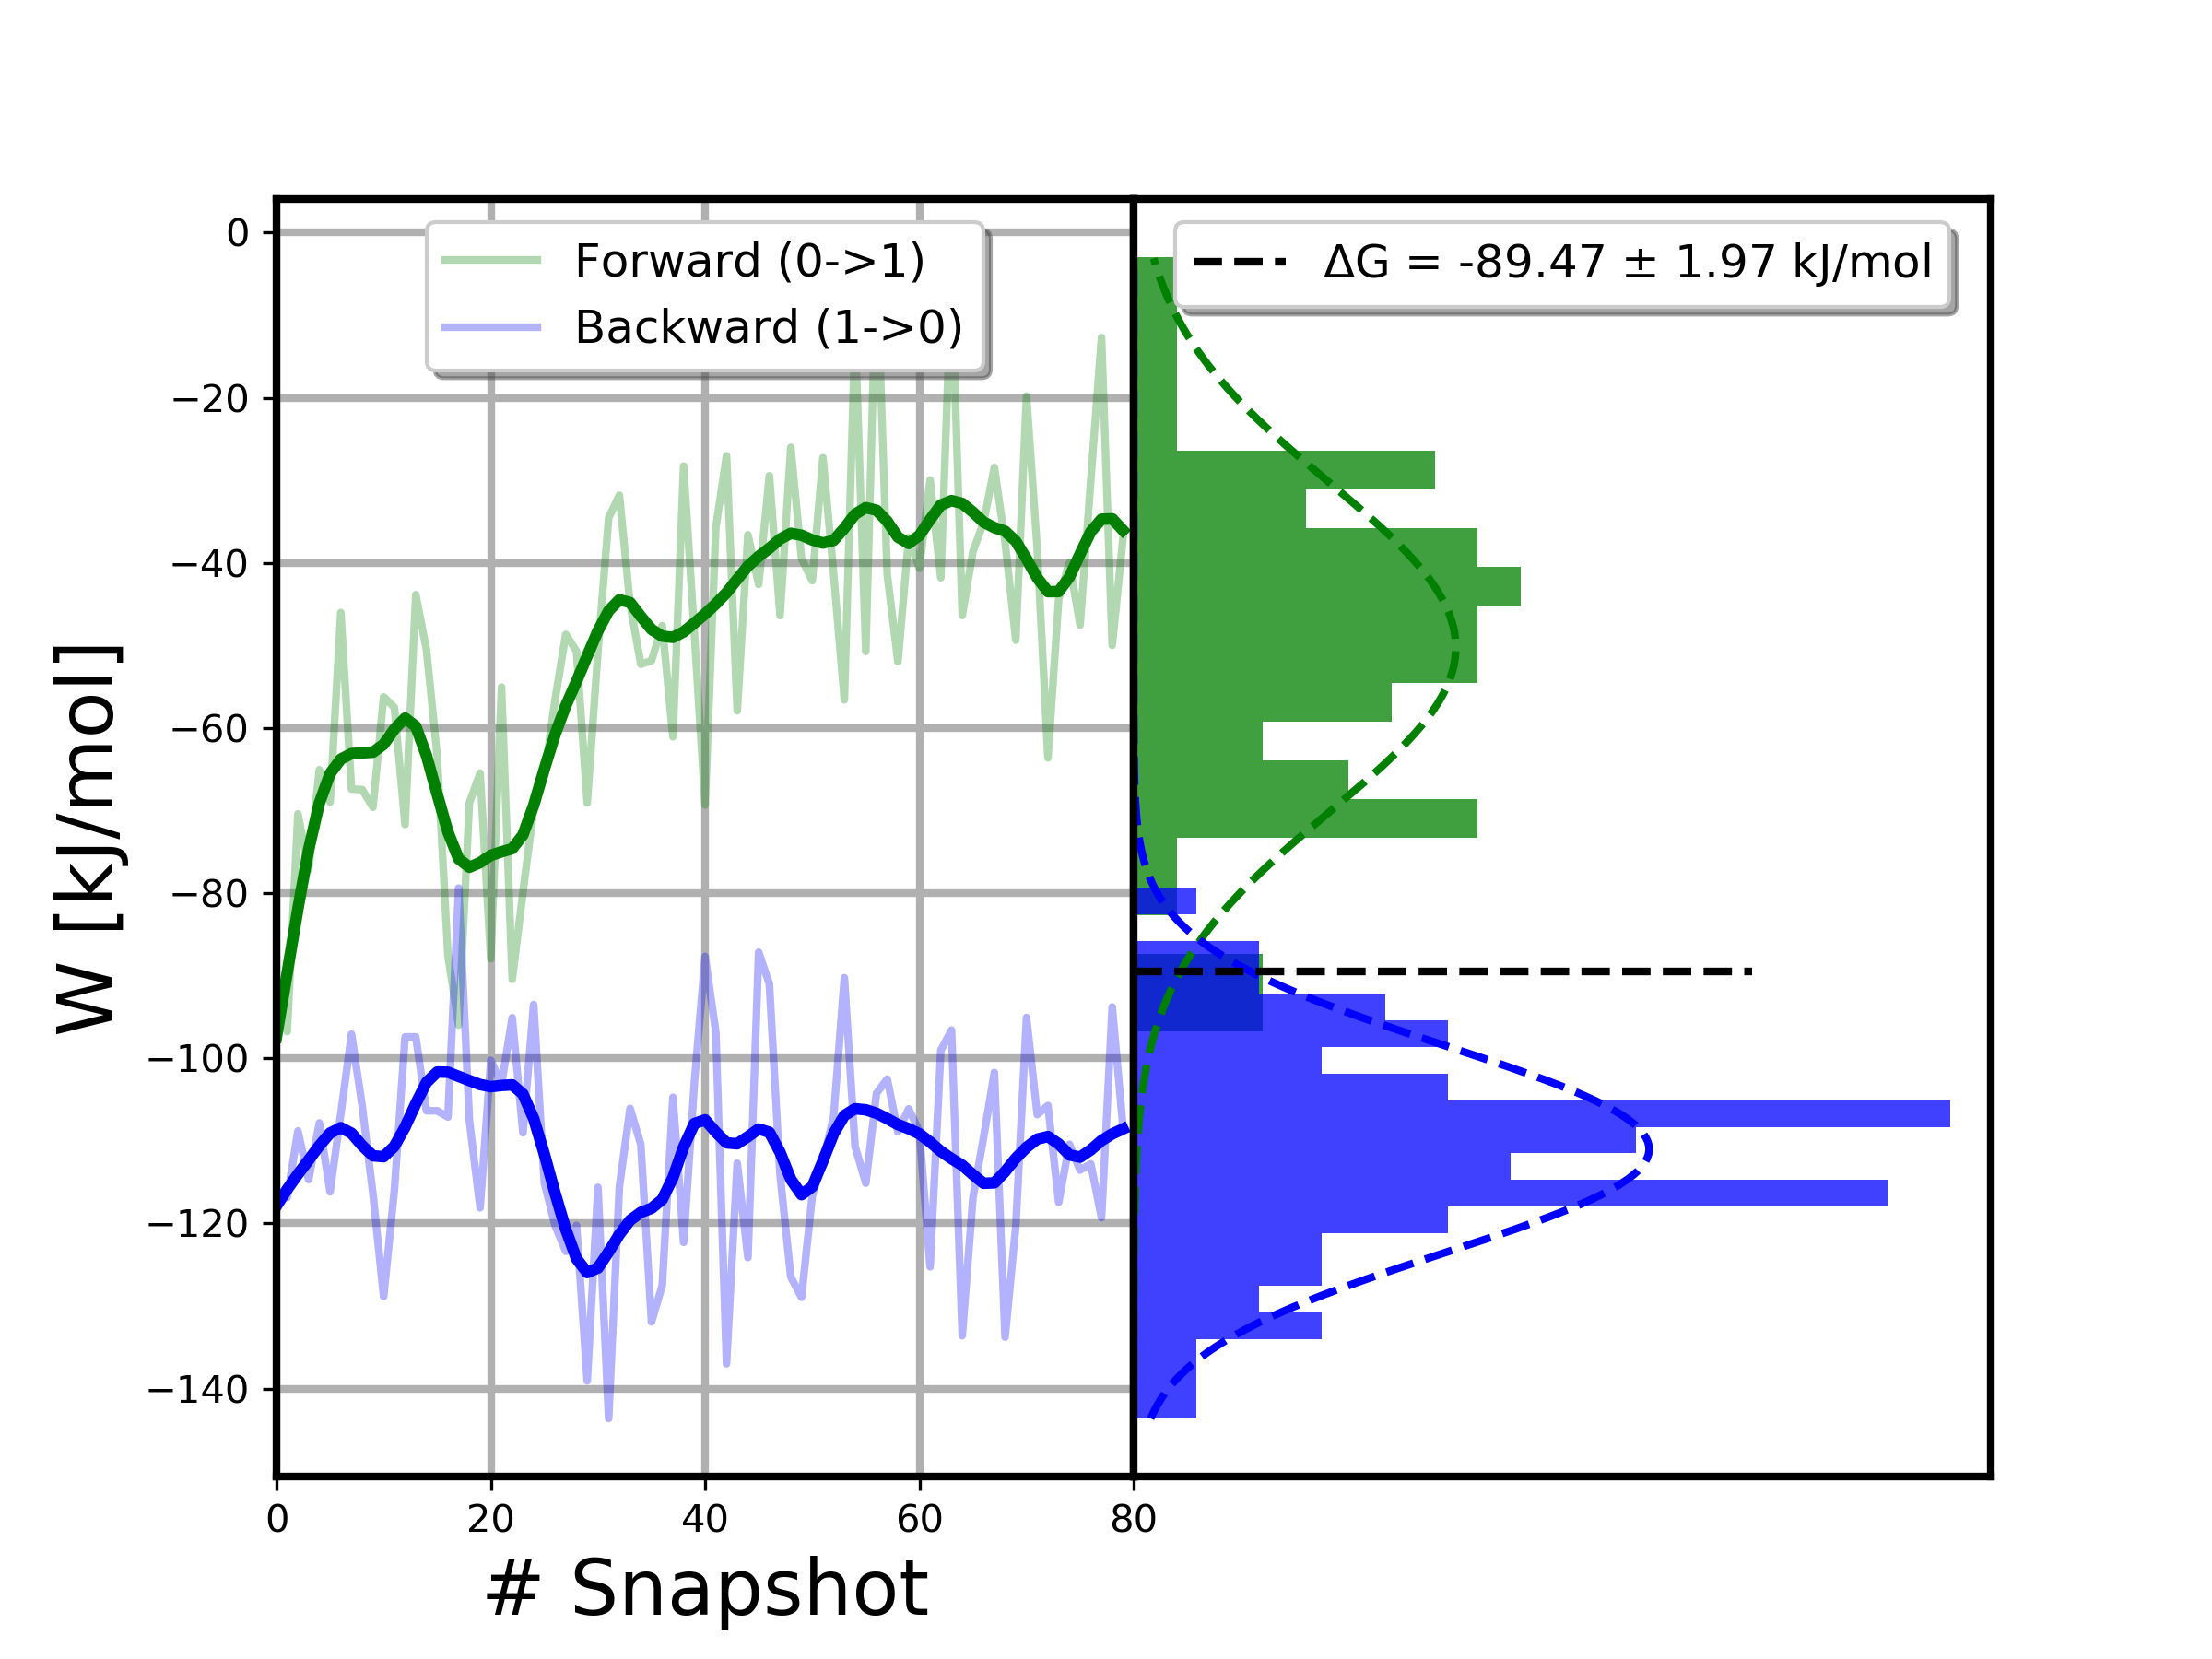 W [kJ/mol]
0
−20
−40
−60
−80
−100
−120
−140
Forward (0->1)
Backward (1->0)
ΔG = -89.47 ± 1.97 kJ/mol
0 20 40 60 80
# Snapshot